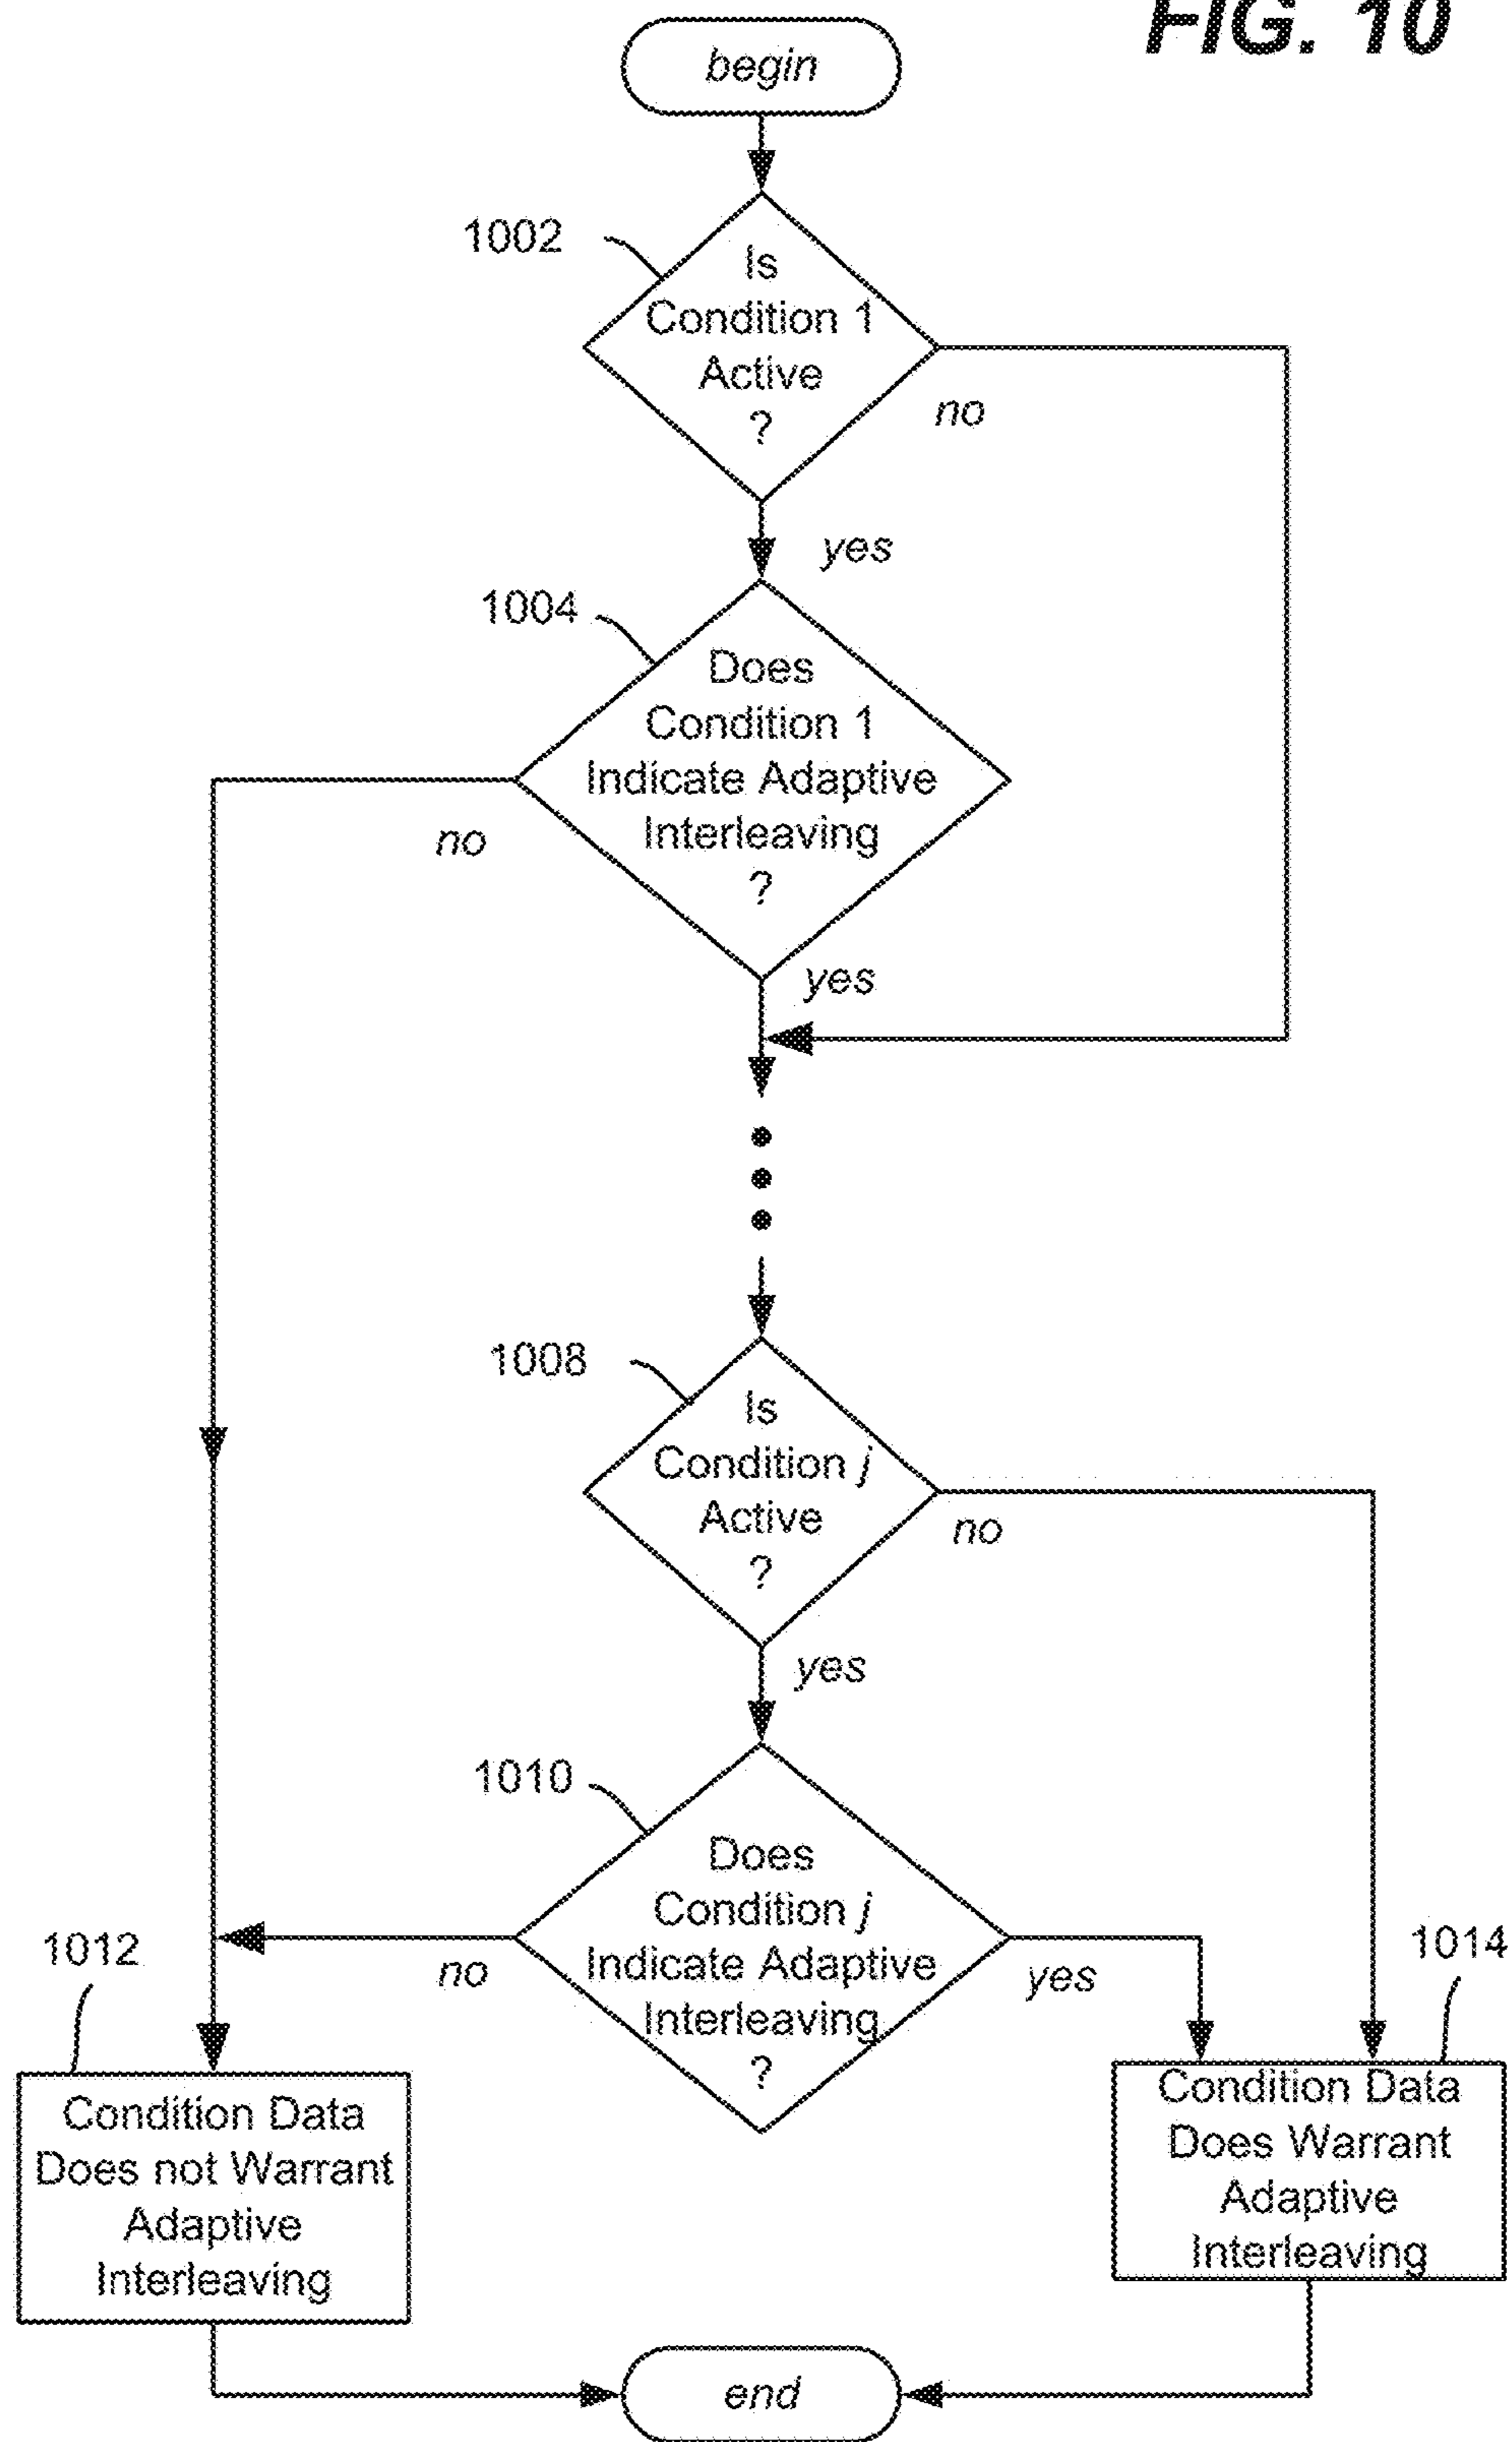 FIG. 10
begin
1002
Is
Condition 1
Active
?
no
yes
1004
Does
Condition 1
Indicate Adaptive
Interleaving
?
no
yes
1008
Is
Condition j
Active
?
no
yes
1010
Does
Condition j
Indicate Adaptive
Interleaving
?
no
yes
1012
Condition Data
Does not Warrant
Adaptive
Interleaving
1014
Condition Data
Does Warrant
Adaptive
Interleaving
end